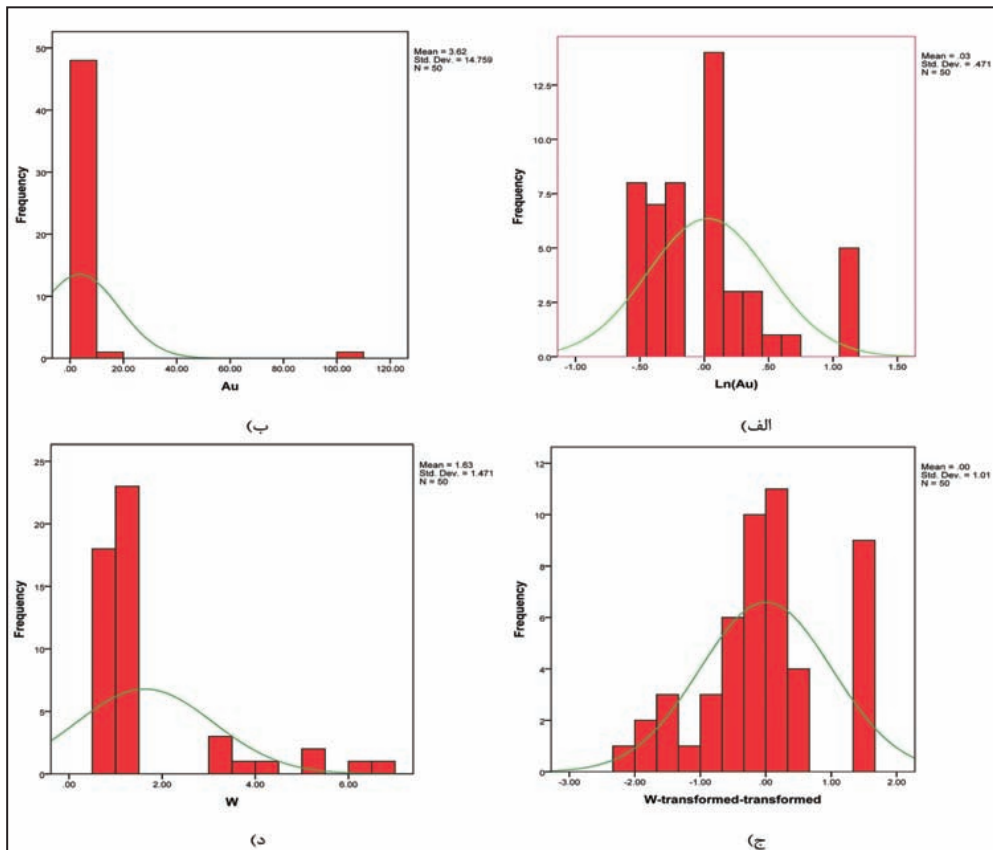 Mean = 3.62
Std. Dev. = 14.759
N = 50
Frequency
50
40
30
20
10
0
.00 20.00 40.00 60.00 80.00 100.00 120.00
Au
ب)
Mean = .03
Std. Dev. = .471
N = 50
Frequency
12.5
10.0
7.5
5.0
2.5
0.0
-1.00 -.50 .00 .50 1.00 1.50
Ln(Au)
الف)
Mean = 1.63
Std. Dev. = 1.471
N = 50
Frequency
25
20
15
10
5
0
.00 2.00 4.00 6.00
W
د)
Mean = .00
Std. Dev. = 1.01
N = 50
Frequency
12
10
8
6
4
2
0
-3.00 -2.00 -1.00 .00 1.00 2.00
W-transformed-transformed
ج)